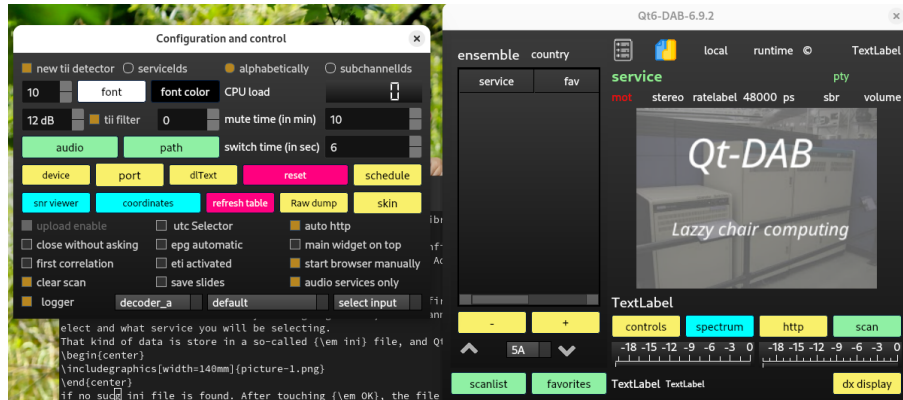 Configuration and control
new tii detector
serviceIds
alphabetically
subchannelIds
10
font
font color
CPU load
0
12 dB
tii filter
0
mute time (in min)
10
audio
path
switch time (in sec)
6
device
port
dlText
reset
schedule
snr viewer
coordinates
refresh table
Raw dump
skin
upload enable
utc Selector
auto http
close without asking
epg automatic
main widget on top
first correlation
eti activated
start browser manually
clear scan
save slides
audio services only
logger
decoder_a
default
select input
elect and what service you will be selecting.
That kind of data is store in a so-called {\em ini} file, and Qt
\begin{center}
\includegraphics[width=140mm]{picture-1.png}
\end{center}
if no sucg ini file is found. After touching {\em OK}, the file
Qt6-DAB-6.9.2
ensemble
country
local
runtime
©
TextLabel
service
fav
service
pty
mot
stereo
ratelabel
48000
ps
sbr
volume
Qt-DAB
Lazzy chair computing
TextLabel
-
+
controls
spectrum
http
scan
5A
-18 -15 -12 -9 -6 -3 0
-18 -15 -12 -9 -6 -3 0
scanlist
favorites
TextLabel
TextLabel
dx display